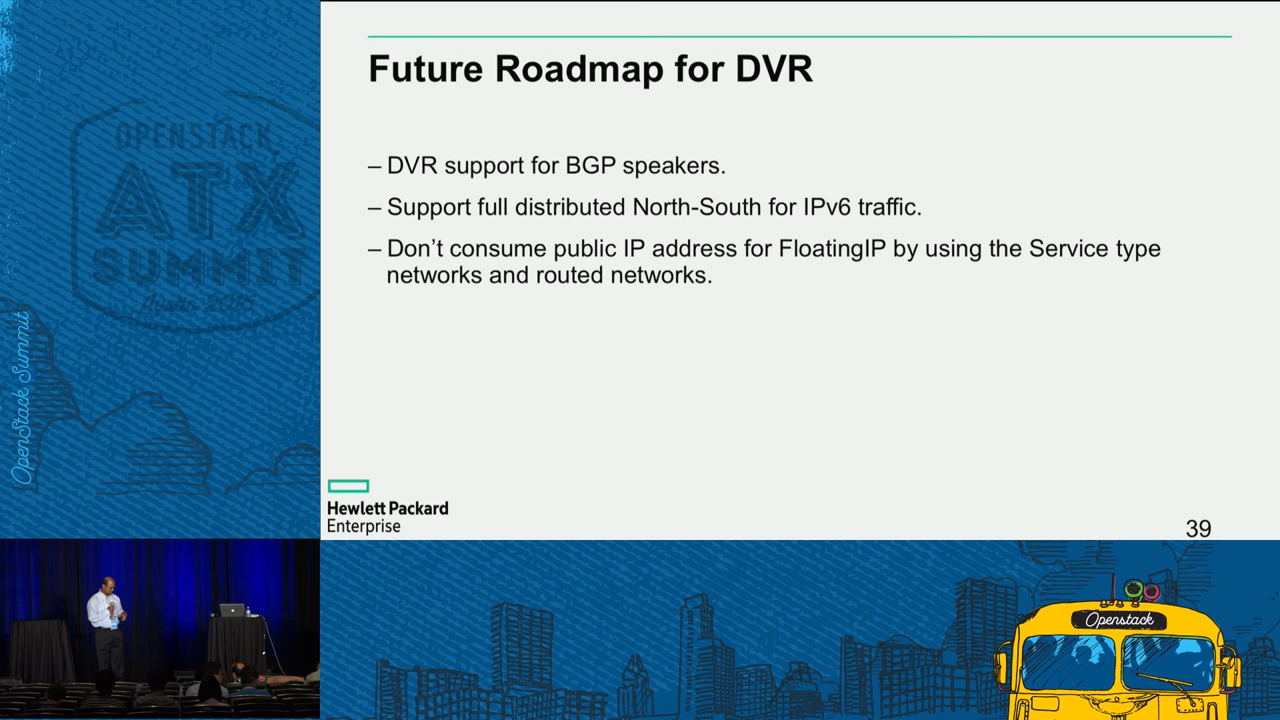 Future Roadmap for DVR
– DVR support for BGP speakers.
– Support full distributed North-South for IPv6 traffic.
– Don’t consume public IP address for FloatingIP by using the Service type
networks and routed networks.
Hewlett Packard
Enterprise
39
OPENSTACK
ATX
SUMMIT
Austin 2016
OpenStack Summit
Openstack